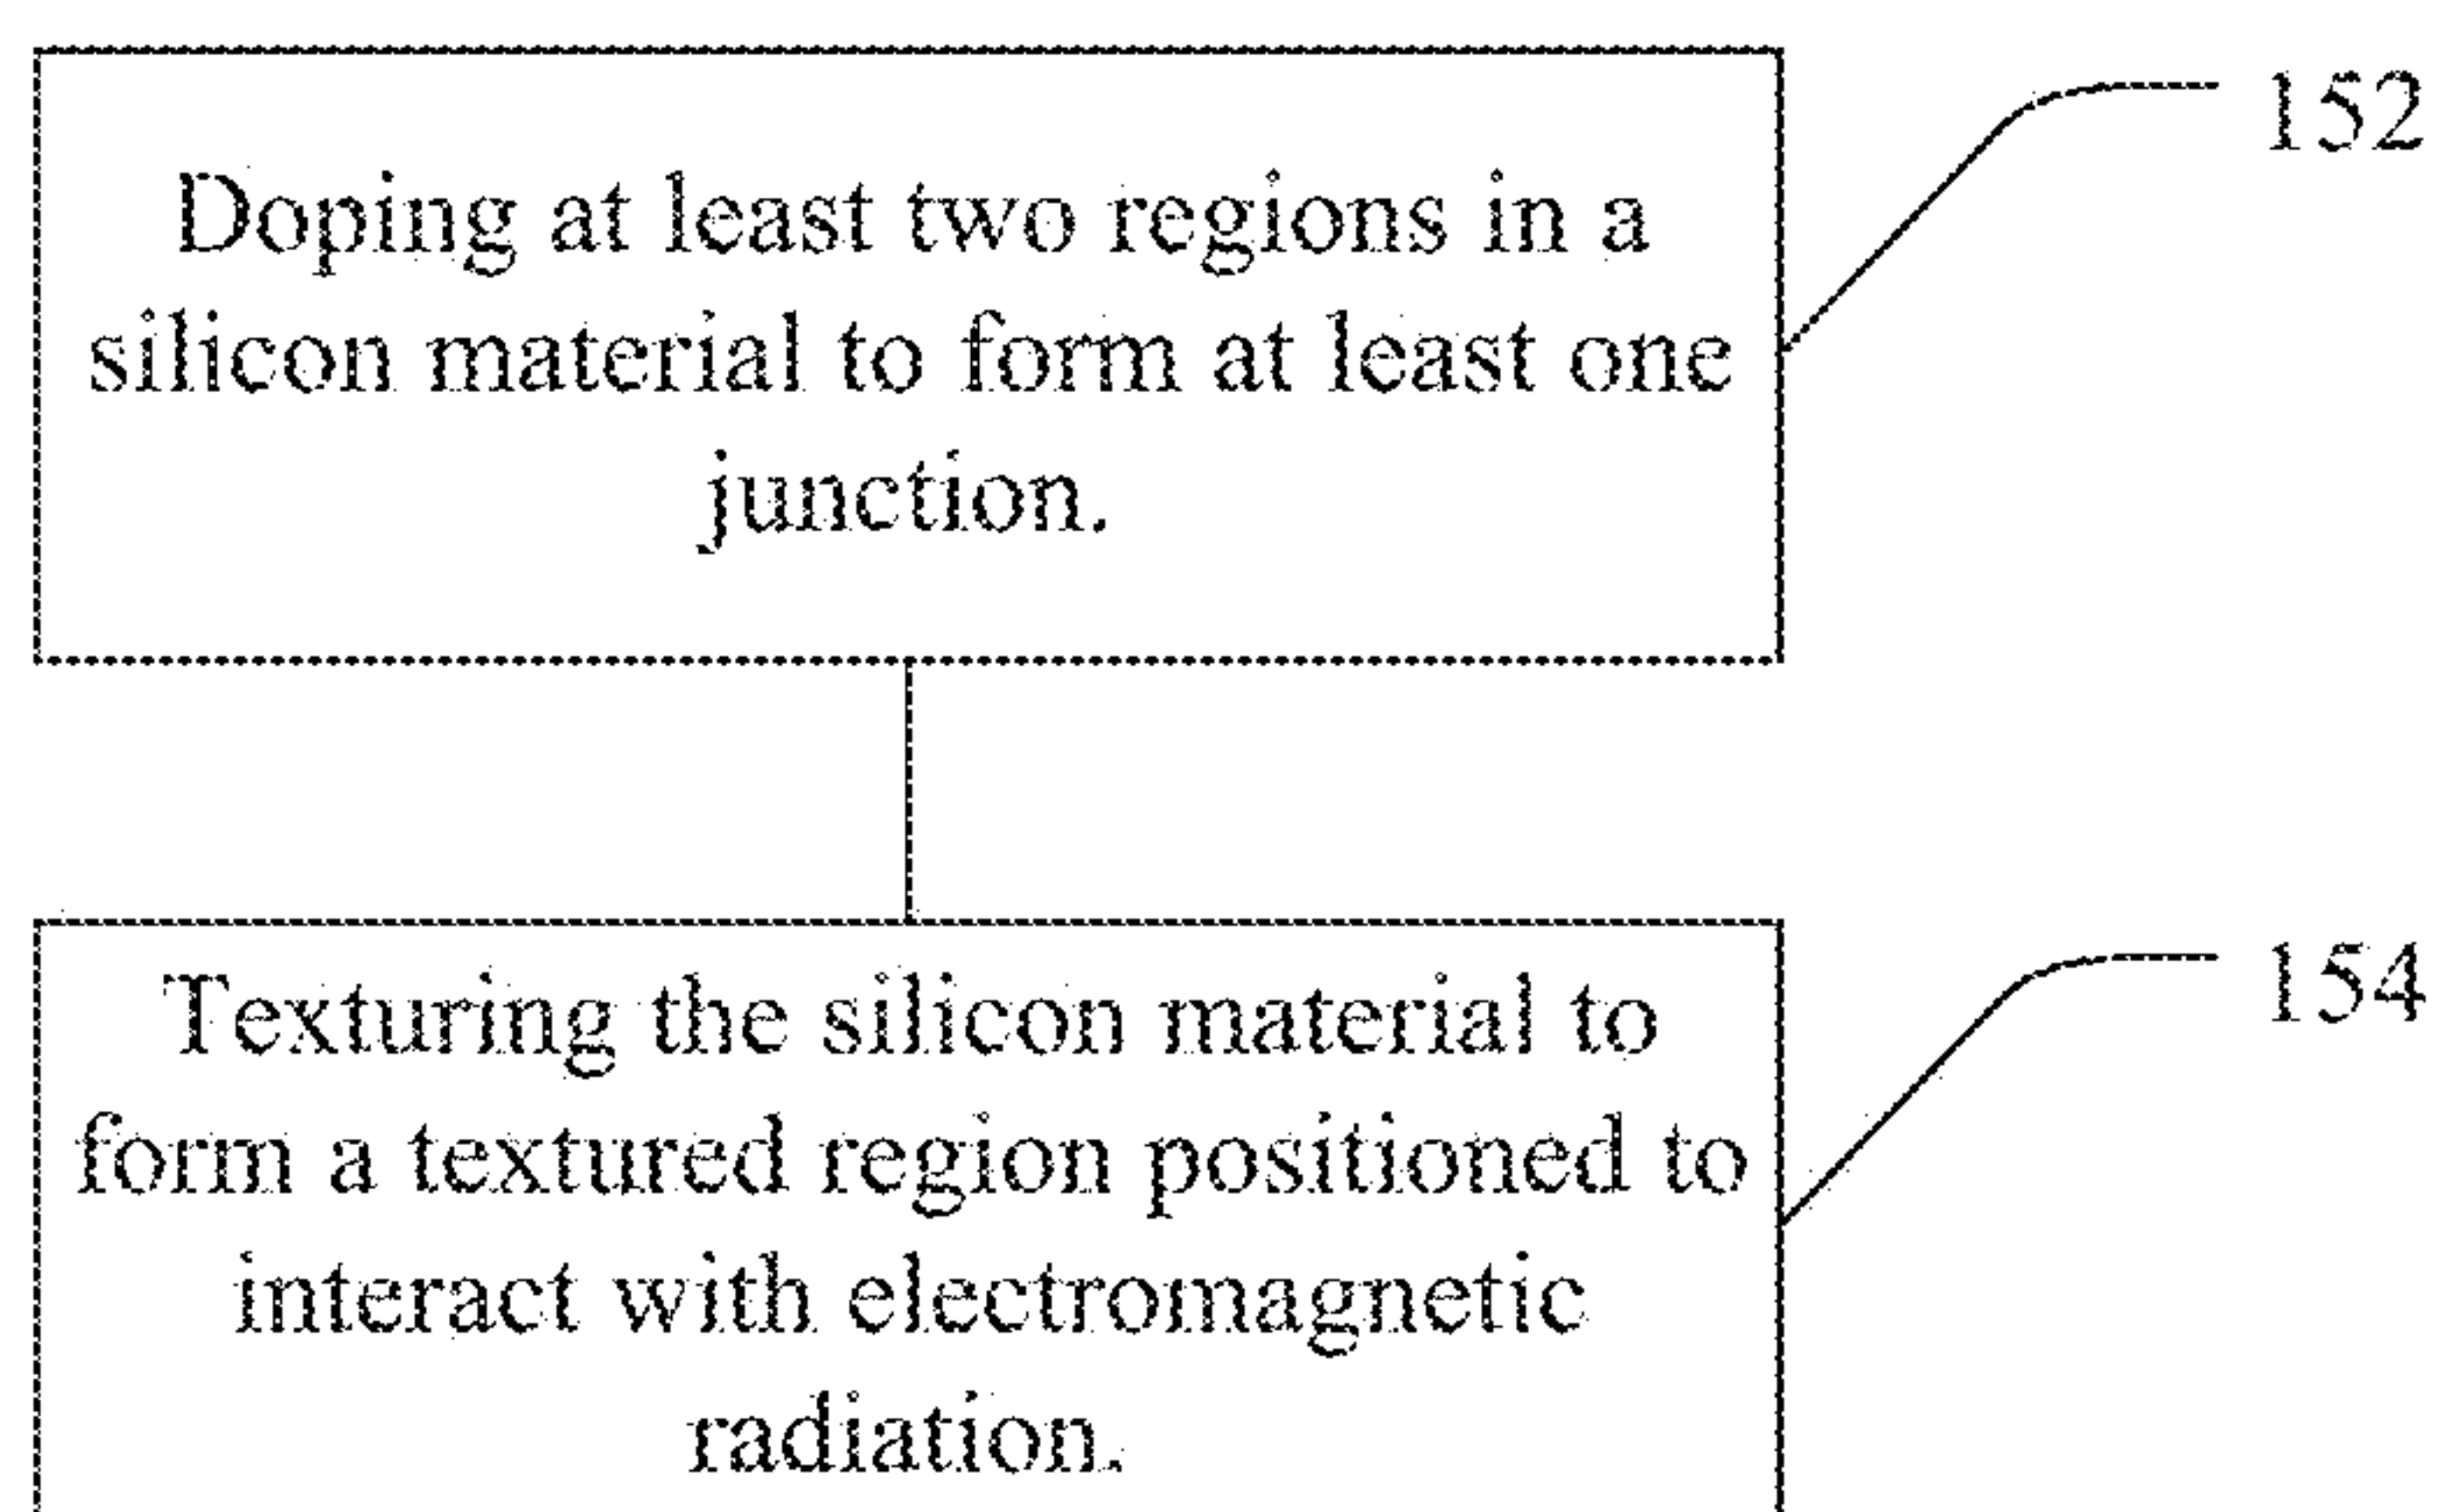 152
Doping at least two regions in a
silicon material to form at least one
junction.
154
Texturing the silicon material to
form a textured region positioned to
interact with electromagnetic
radiation.